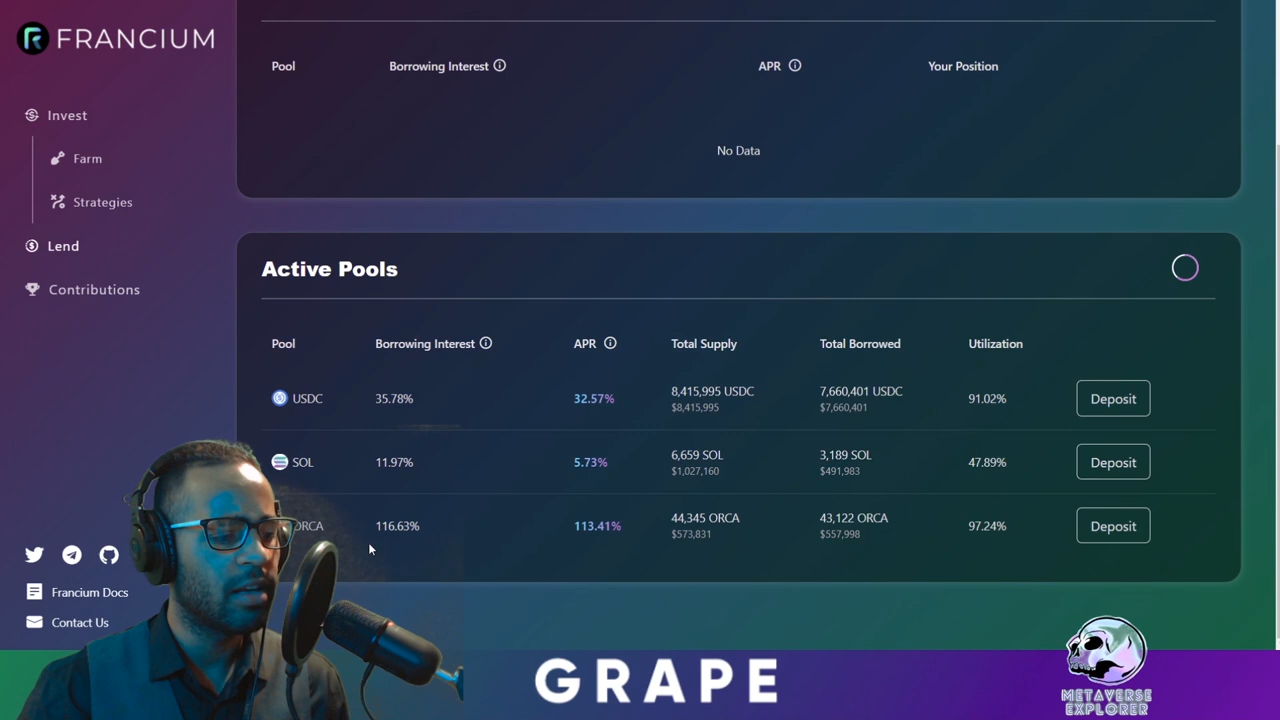 FRANCIUM
Invest
Farm
Strategies
Lend
Contributions
Francium Docs
Contact Us
Pool Borrowing Interest APR Your Position
No Data
Active Pools
Pool Borrowing Interest APR Total Supply Total Borrowed Utilization
USDC 35.78% 32.57% 8,415,995 USDC 7,660,401 USDC 91.02% Deposit
$8,415,995 $7,660,401
SOL 11.97% 5.73% 6,659 SOL 3,189 SOL 47.89% Deposit
$1,027,160 $491,983
ORCA 116.63% 113.41% 44,345 ORCA 43,122 ORCA 97.24% Deposit
$573,831 $557,998
GRAPE
METAVERSE
EXPLORER